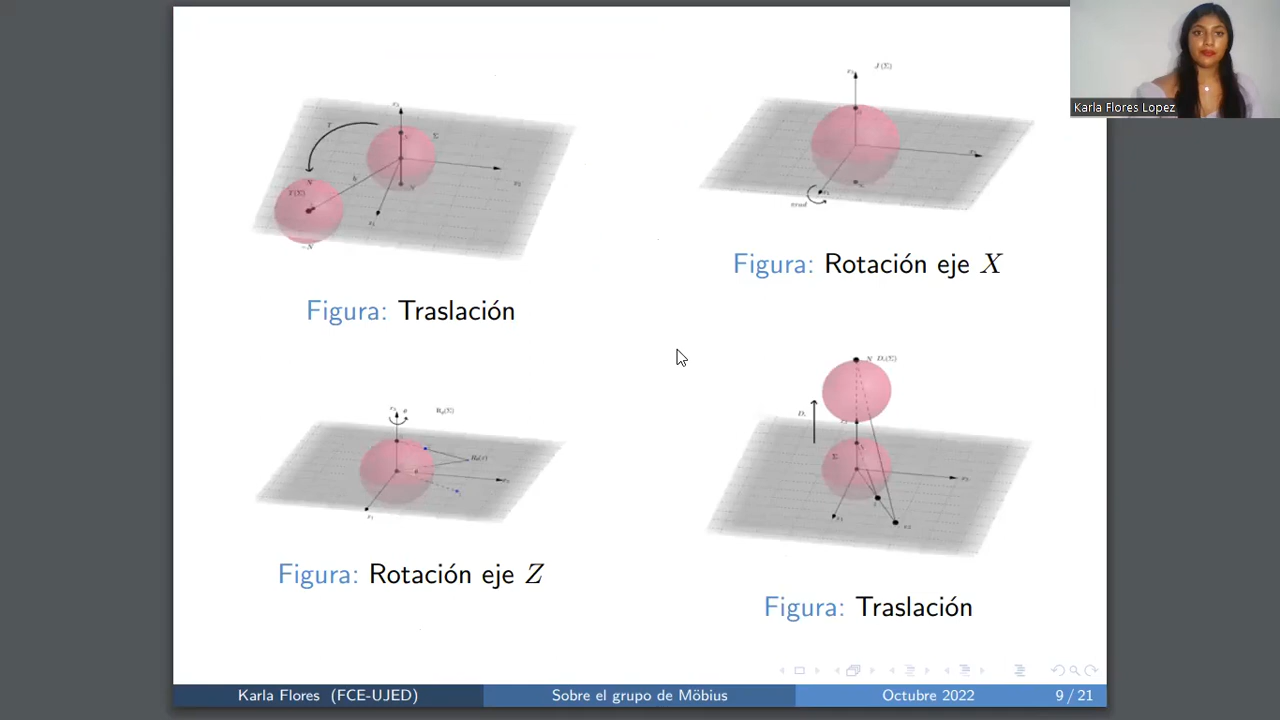 Karla Flores Lopez
Figura: Traslación
Figura: Rotación eje X
Figura: Rotación eje Z
Figura: Traslación
Karla Flores (FCE-UJED)
Sobre el grupo de Möbius
Octubre 2022
9 / 21